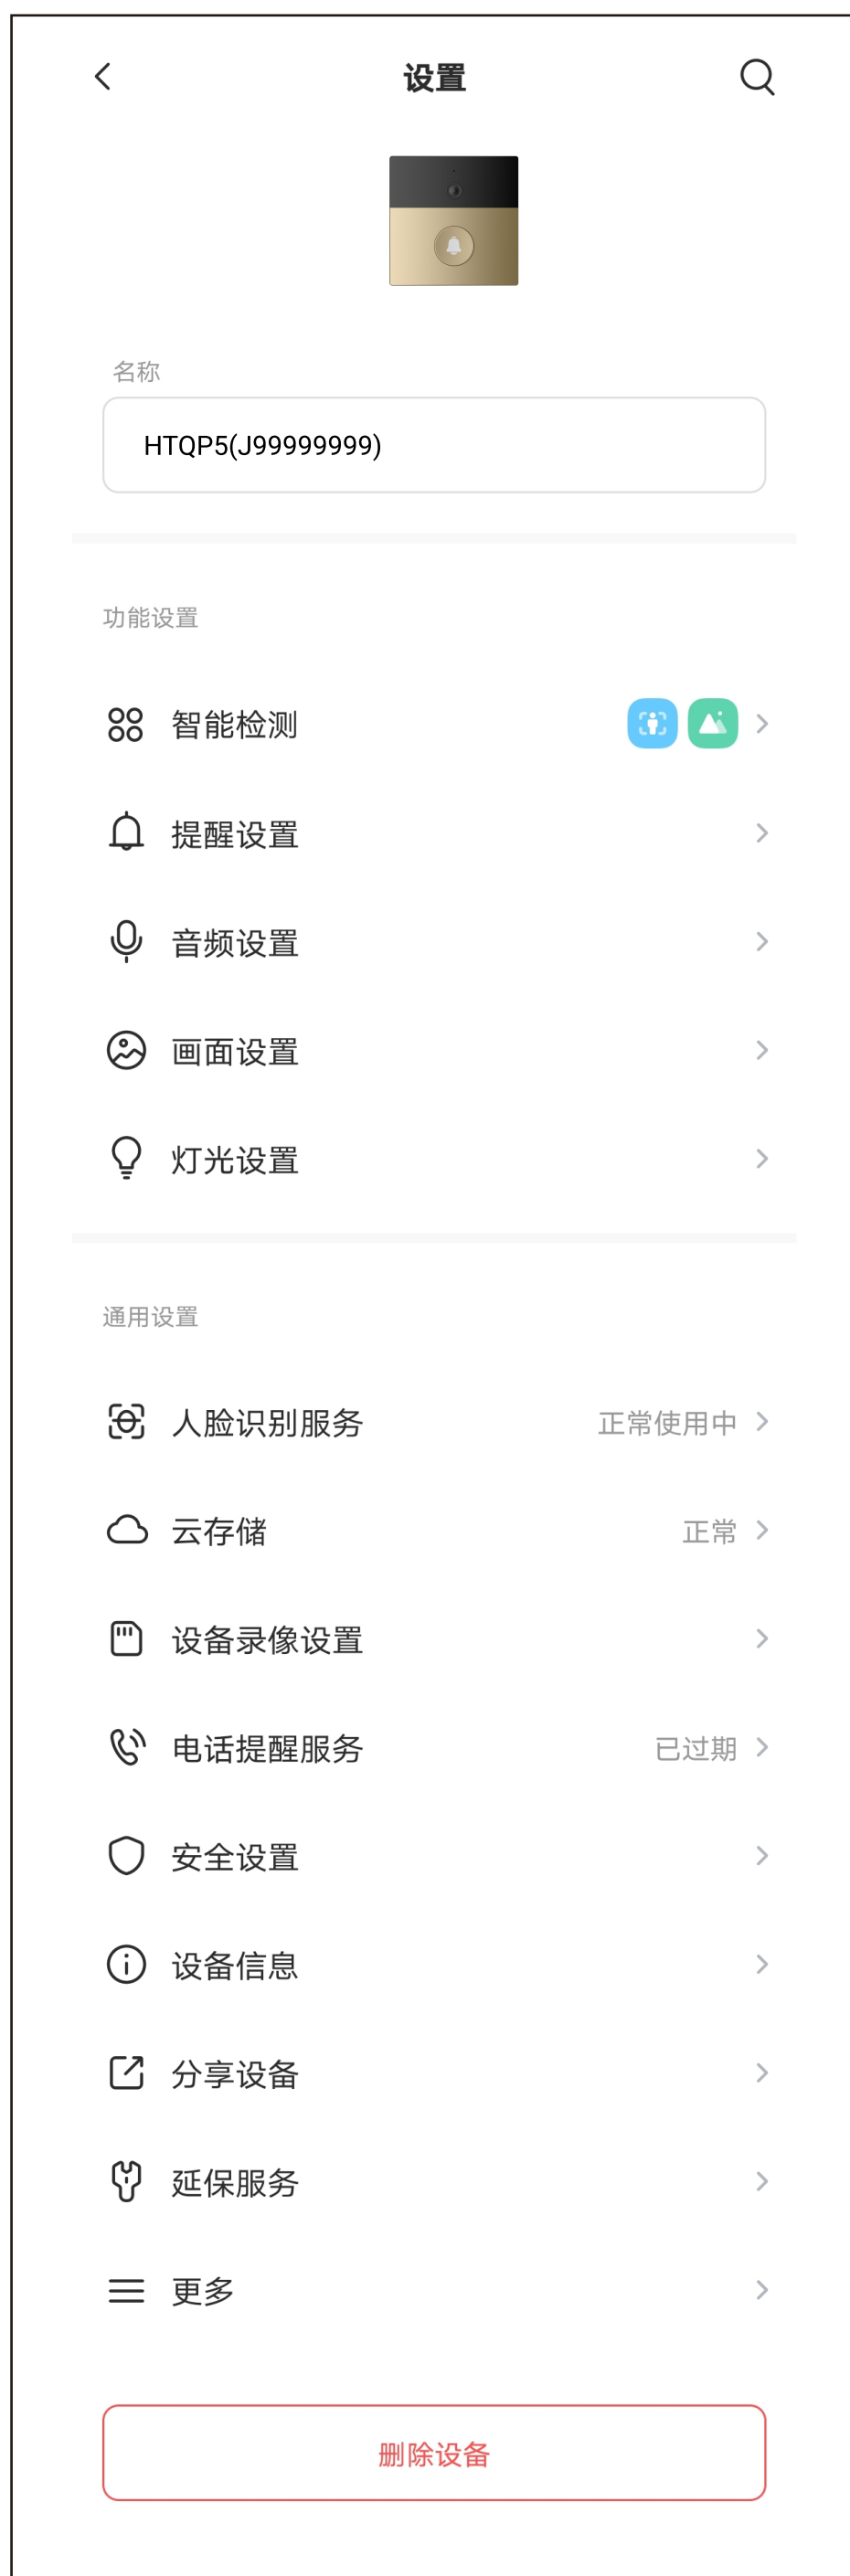 设置
名称
HTQP5(J99999999)
功能设置
智能检测
提醒设置
音频设置
画面设置
灯光设置
通用设置
人脸识别服务 正常使用中
云存储 正常
设备录像设置
电话提醒服务 已过期
安全设置
设备信息
分享设备
延保服务
更多
删除设备